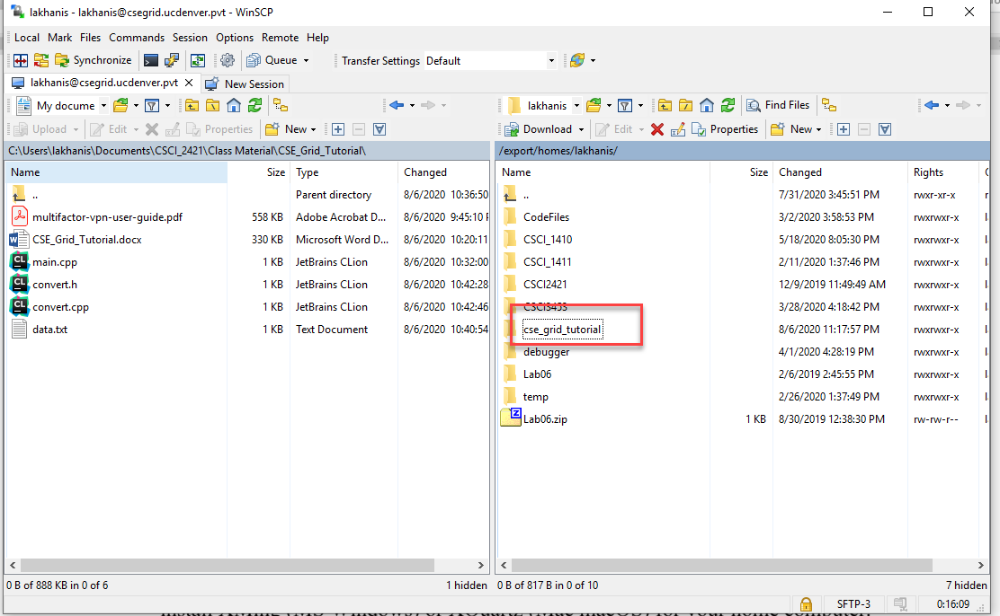 lakhanis - lakhanis@csegrid.ucdenver.pvt - WinSCP
Local Mark Files Commands Session Options Remote Help
Synchronize Queue Transfer Settings Default
lakhanis@csegrid.ucdenver.pvt New Session
My docume lakhanis Find Files
Upload Edit Properties New Download Edit Properties New
C:\Users\lakhanis\Documents\CSCI_2421\Class Material\CSE_Grid_Tutorial\ /export/homes/lakhanis/
Name Size Type Changed Name Size Changed Rights
.. Parent directory 8/6/2020 10:36:50 .. 7/31/2020 3:45:51 PM rwxr-xr-x
multifactor-vpn-user-guide.pdf 558 KB Adobe Acrobat D... 8/6/2020 9:45:10 CodeFiles 3/2/2020 3:58:53 PM rwxrwxr-x
CSE_Grid_Tutorial.docx 330 KB Microsoft Word D... 8/6/2020 10:20:11 CSCI_1410 5/18/2020 8:05:30 PM rwxrwxr-x
main.cpp 1 KB JetBrains CLion 8/6/2020 10:32:00 CSCI_1411 2/11/2020 1:37:46 PM rwxrwxr-x
convert.h 1 KB JetBrains CLion 8/6/2020 10:42:28 CSCI2421 12/9/2019 11:49:49 AM rwxrwxr-x
convert.cpp 1 KB JetBrains CLion 8/6/2020 10:42:46 CSCI3453 3/28/2020 4:18:42 PM rwxrwxr-x
data.txt 1 KB Text Document 8/6/2020 10:40:54 cse_grid_tutorial 8/6/2020 11:17:57 PM rwxrwxr-x
debugger 4/1/2020 4:28:19 PM rwxrwxr-x
Lab06 2/6/2019 2:45:55 PM rwxrwxr-x
temp 2/26/2020 1:37:49 PM rwxrwxr-x
Lab06.zip 1 KB 8/30/2019 12:38:30 PM rw-rw-r--
0 B of 888 KB in 0 of 6 1 hidden 0 B of 817 B in 0 of 10 7 hidden
SFTP-3 0:16:09